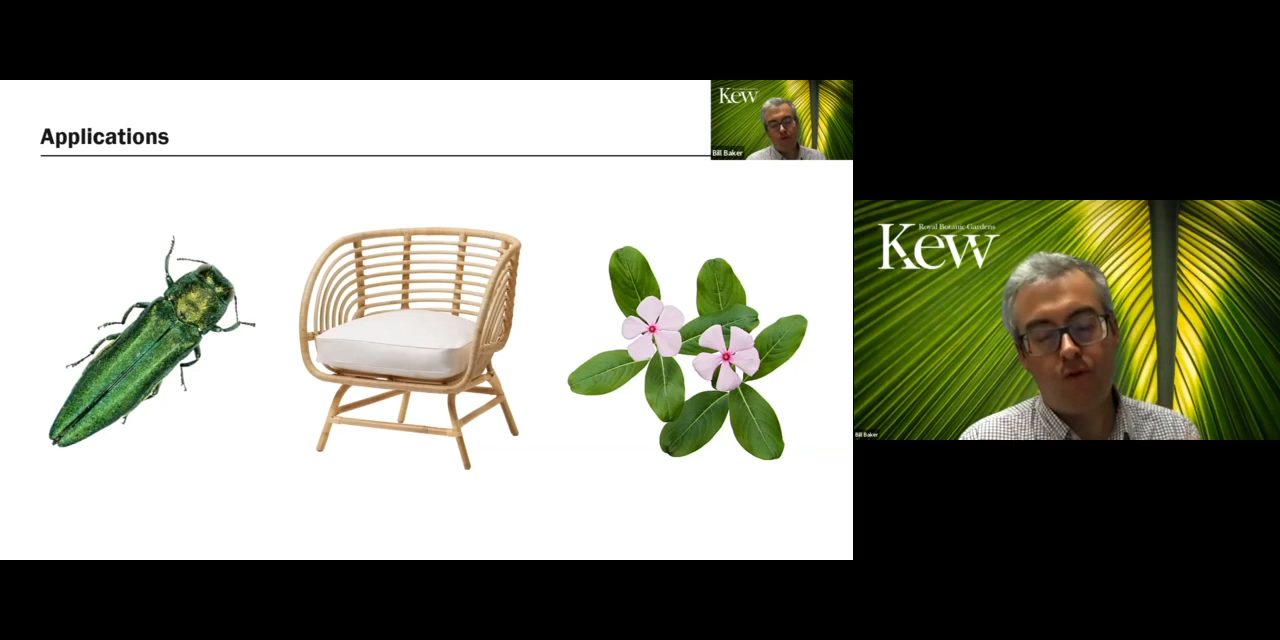 Applications
Kew
Bill Baker
Royal Botanic Gardens
Kew
Bill Baker